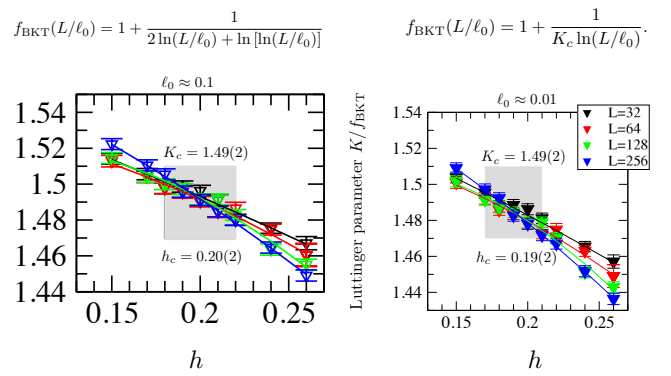 f_BKT(L/ℓ_0) = 1 + 1/(2 ln(L/ℓ_0) + ln [ln(L/ℓ_0)])
f_BKT(L/ℓ_0) = 1 + 1/(K_c ln(L/ℓ_0)).
ℓ_0 ≈ 0.1
1.54
1.52
1.5
1.48
1.46
1.44
K_c = 1.49(2)
h_c = 0.20(2)
0.15
0.2
0.25
h
ℓ_0 ≈ 0.01
Luttinger parameter K/f_BKT
1.54
1.52
1.5
1.48
1.46
1.44
L=32
L=64
L=128
L=256
K_c = 1.49(2)
h_c = 0.19(2)
0.15
0.20
0.25
h